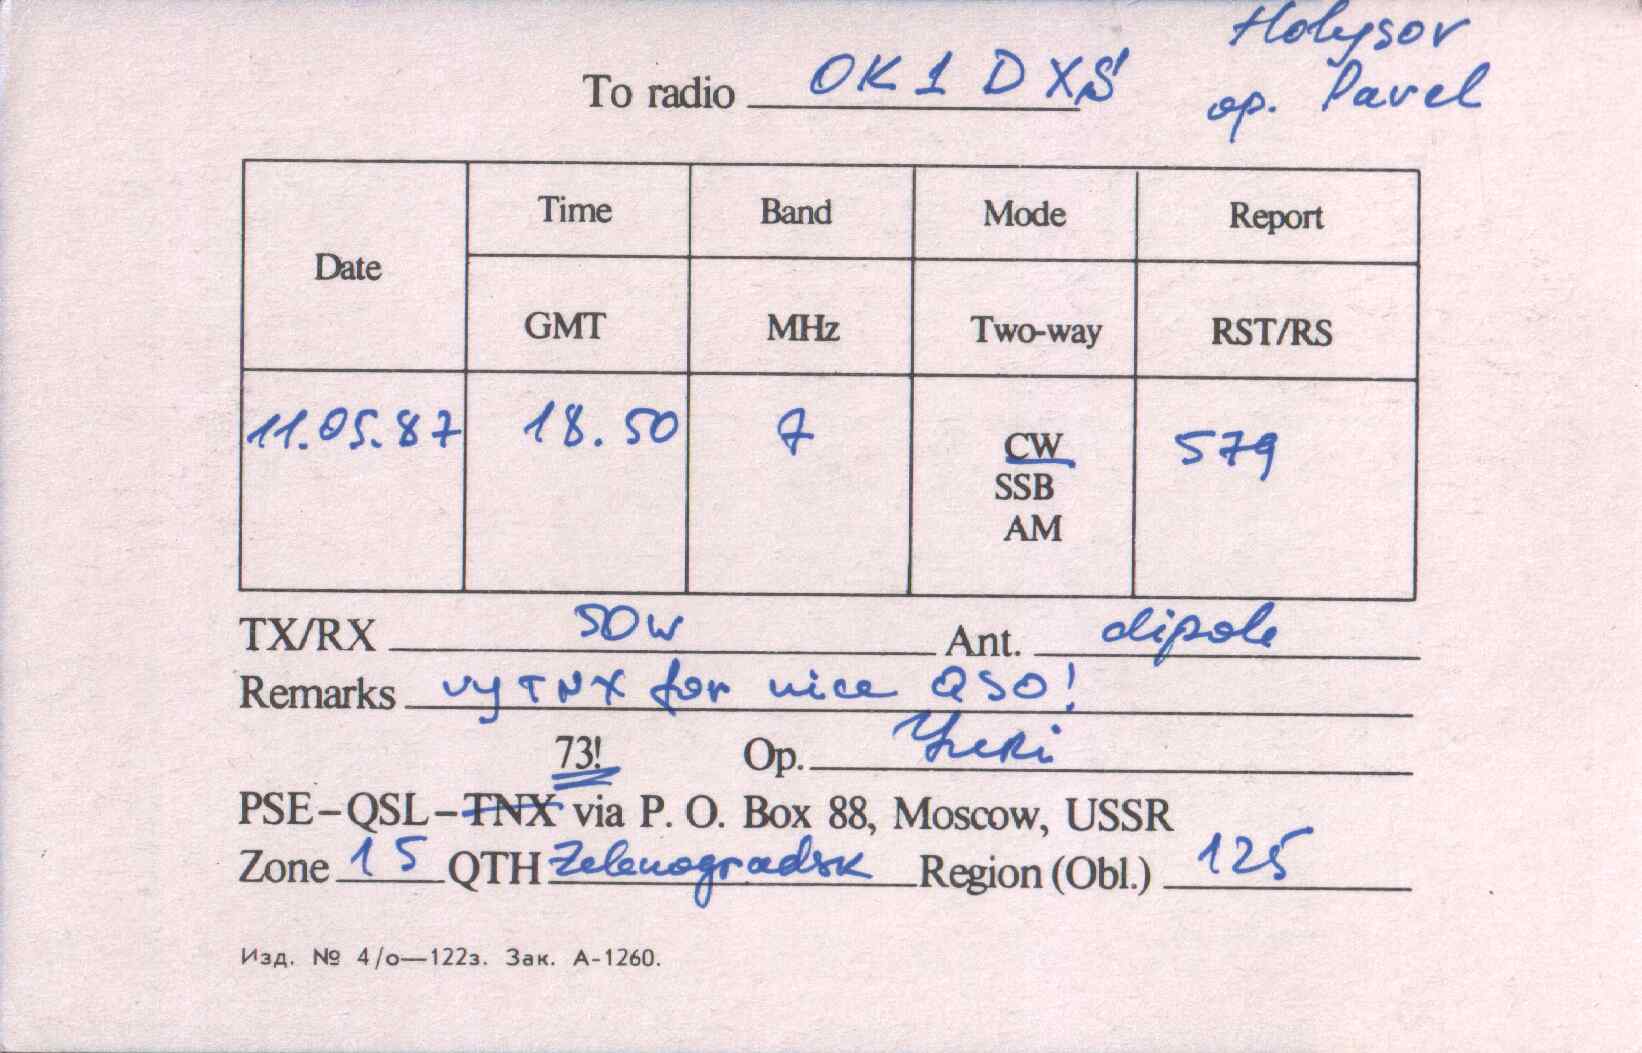 Holysov
To radio OK1DXS op. Pavel
Date Time Band Mode Report
GMT MHz Two-way RST/RS
11.05.87 18.50 7 CW 579
SSB
AM
TX/RX 50w Ant. dipole
Remarks vy TNX for nice QSO!
73! Op. Yuri
PSE–QSL–TNX via P. O. Box 88, Moscow, USSR
Zone 15 QTH Zelenogradsk Region (Obl.) 125
Изд. № 4/о—122з. Зак. А-1260.